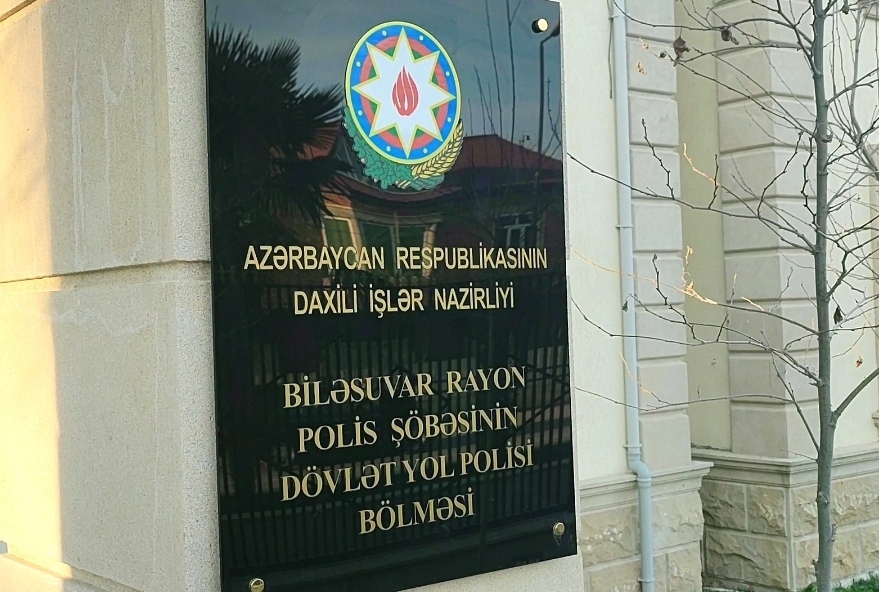 AZƏRBAYCAN RESPUBLİKASININ
DAXİLİ İŞLƏR NAZİRLİYİ
BİLƏSUVAR RAYON
POLİS ŞÖBƏSİNİN
DÖVLƏT YOL POLİSİ
BÖLMƏSİ